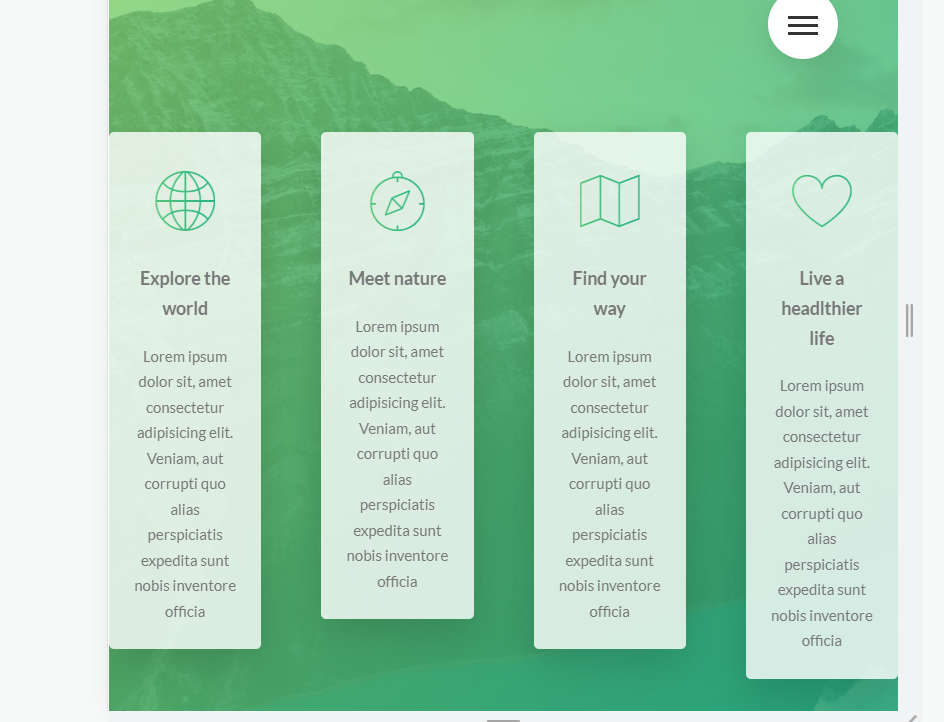 Explore the
world
Lorem ipsum
dolor sit, amet
consectetur
adipisicing elit.
Veniam, aut
corrupti quo
alias
perspiciatis
expedita sunt
nobis inventore
officia
Meet nature
Lorem ipsum
dolor sit, amet
consectetur
adipisicing elit.
Veniam, aut
corrupti quo
alias
perspiciatis
expedita sunt
nobis inventore
officia
Find your
way
Lorem ipsum
dolor sit, amet
consectetur
adipisicing elit.
Veniam, aut
corrupti quo
alias
perspiciatis
expedita sunt
nobis inventore
officia
Live a
headlthier
life
Lorem ipsum
dolor sit, amet
consectetur
adipisicing elit.
Veniam, aut
corrupti quo
alias
perspiciatis
expedita sunt
nobis inventore
officia